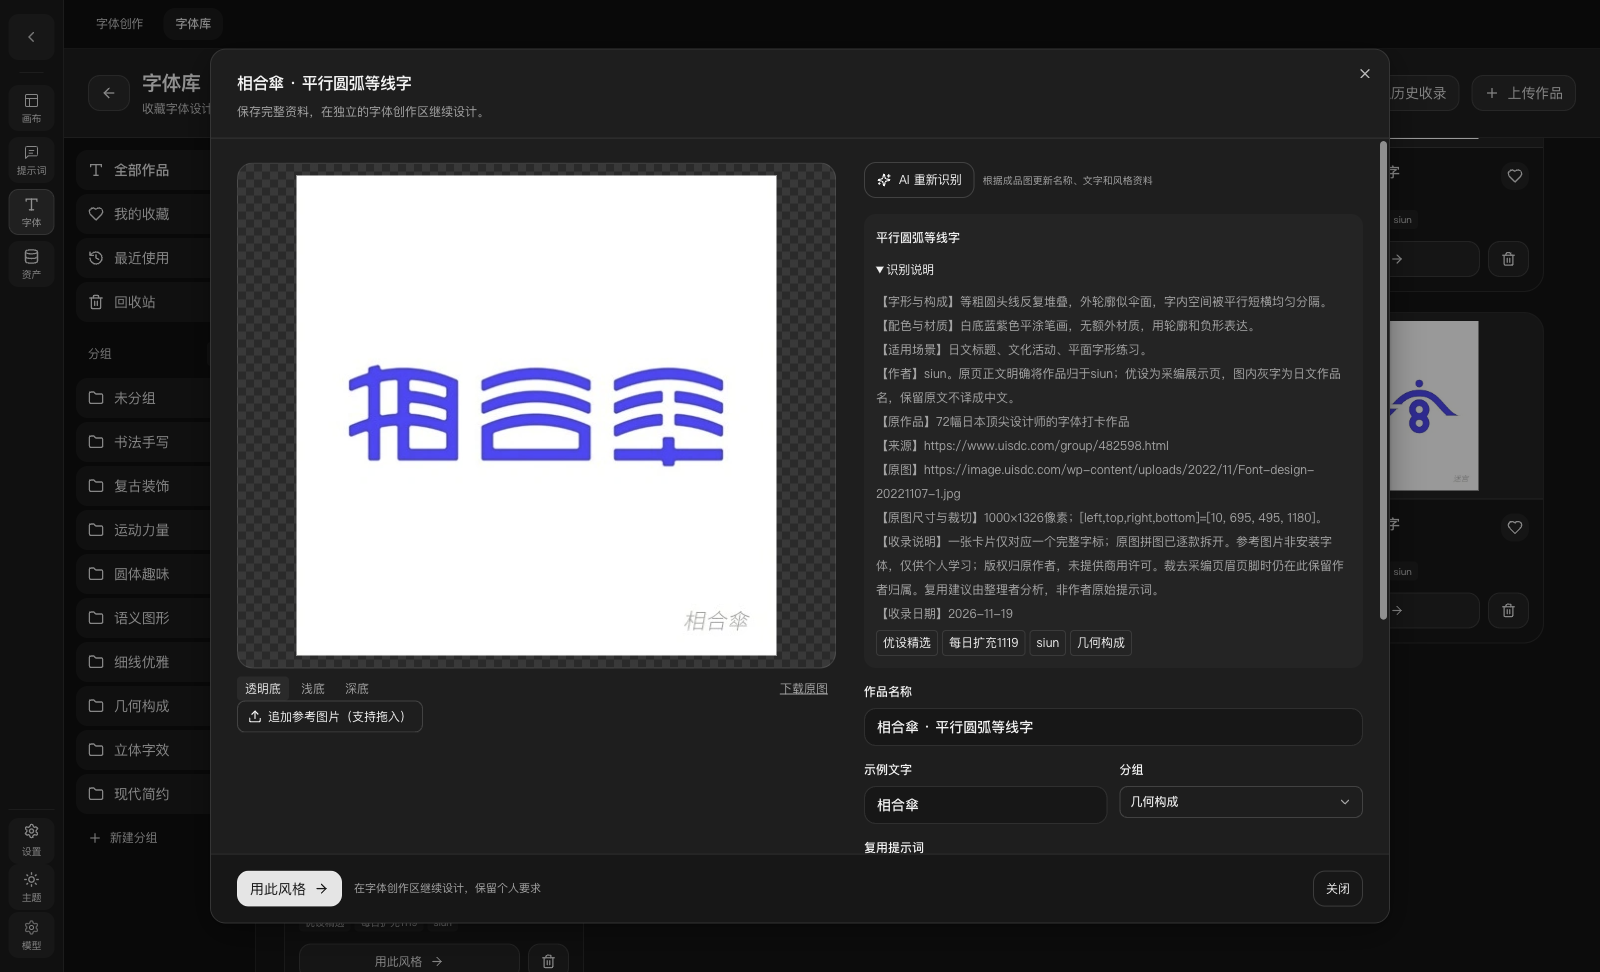 字体创作
字体库
画布
提示词
字体
资产
设置
主题
模型
字体库
收藏字体设计
历史收录
上传作品
全部作品
我的收藏
最近使用
回收站
分组
未分组
书法手写
复古装饰
运动力量
圆体趣味
语义图形
细线优雅
几何构成
立体字效
现代简约
新建分组
相合傘 · 平行圆弧等线字
保存完整资料，在独立的字体创作区继续设计。
相合傘
相合傘
透明底
浅底
深底
下载原图
追加参考图片（支持拖入）
AI 重新识别
根据成品图更新名称、文字和风格资料
平行圆弧等线字
▼识别说明
【字形与构成】等粗圆头线反复堆叠，外轮廓似伞面，字内空间被平行短横均匀分隔。
【配色与材质】白底蓝紫色平涂笔画，无额外材质，用轮廓和负形表达。
【适用场景】日文标题、文化活动、平面字形练习。
【作者】siun。原页正文明确将作品归于siun；优设为采编展示页，图内灰字为日文作品
名，保留原文不译成中文。
【原作品】72幅日本顶尖设计师的字体打卡作品
【来源】https://www.uisdc.com/group/482598.html
【原图】https://image.uisdc.com/wp-content/uploads/2022/11/Font-design-
20221107-1.jpg
【原图尺寸与裁切】1000×1326像素；[left,top,right,bottom]=[10, 695, 495, 1180]。
【收录说明】一张卡片仅对应一个完整字标；原图拼图已逐款拆开。参考图片非安装字
体，仅供个人学习；版权归原作者，未提供商用许可。裁去采编页眉页脚时仍在此保留作
者归属。复用建议由整理者分析，非作者原始提示词。
【收录日期】2026-11-19
优设精选
每日扩充1119
siun
几何构成
作品名称
相合傘 · 平行圆弧等线字
示例文字
分组
相合傘
几何构成
复用提示词
用此风格
在字体创作区继续设计，保留个人要求
关闭
字
siun
字
siun
优设精选
每日扩充1119
siun
用此风格